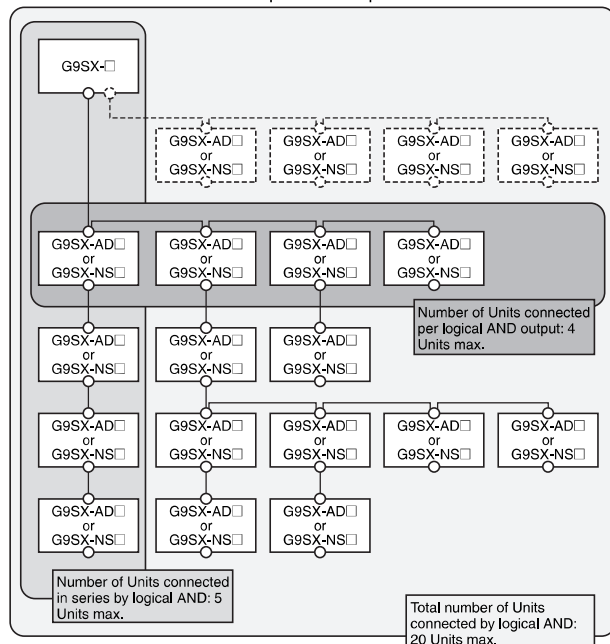 G9SX-□
G9SX-AD□ G9SX-AD□ G9SX-AD□ G9SX-AD□
or or or or
G9SX-NS□ G9SX-NS□ G9SX-NS□ G9SX-NS□
G9SX-AD□ G9SX-AD□ G9SX-AD□ G9SX-AD□
or or or or
G9SX-NS□ G9SX-NS□ G9SX-NS□ G9SX-NS□
Number of Units connected
per logical AND output: 4
Units max.
G9SX-AD□ G9SX-AD□ G9SX-AD□
or or or
G9SX-NS□ G9SX-NS□ G9SX-NS□
G9SX-AD□ G9SX-AD□ G9SX-AD□ G9SX-AD□ G9SX-AD□
or or or or or
G9SX-NS□ G9SX-NS□ G9SX-NS□ G9SX-NS□ G9SX-NS□
G9SX-AD□ G9SX-AD□ G9SX-AD□
or or or
G9SX-NS□ G9SX-NS□ G9SX-NS□
Number of Units connected
in series by logical AND: 5
Units max.
Total number of Units
connected by logical AND:
20 Units max.